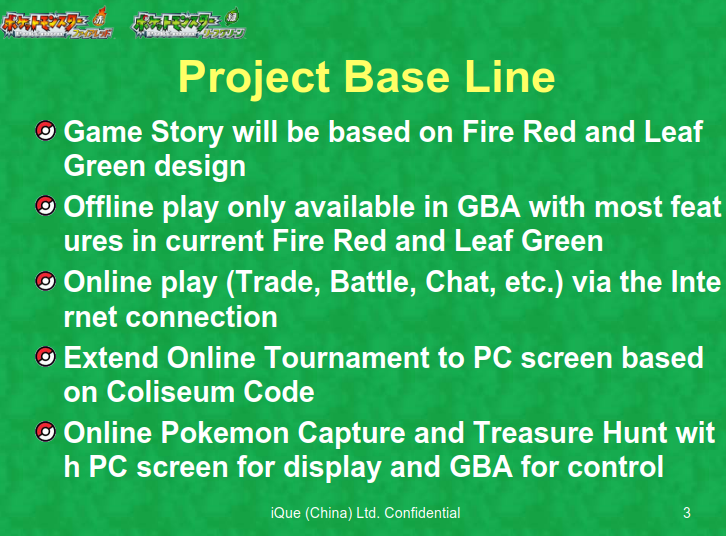 ポケットモンスター ポケットモンスター
ファイアレッド リーフグリーン
Project Base Line
Game Story will be based on Fire Red and Leaf
Green design
Offline play only available in GBA with most feat
ures in current Fire Red and Leaf Green
Online play (Trade, Battle, Chat, etc.) via the Inte
rnet connection
Extend Online Tournament to PC screen based
on Coliseum Code
Online Pokemon Capture and Treasure Hunt wit
h PC screen for display and GBA for control
iQue (China) Ltd. Confidential
3